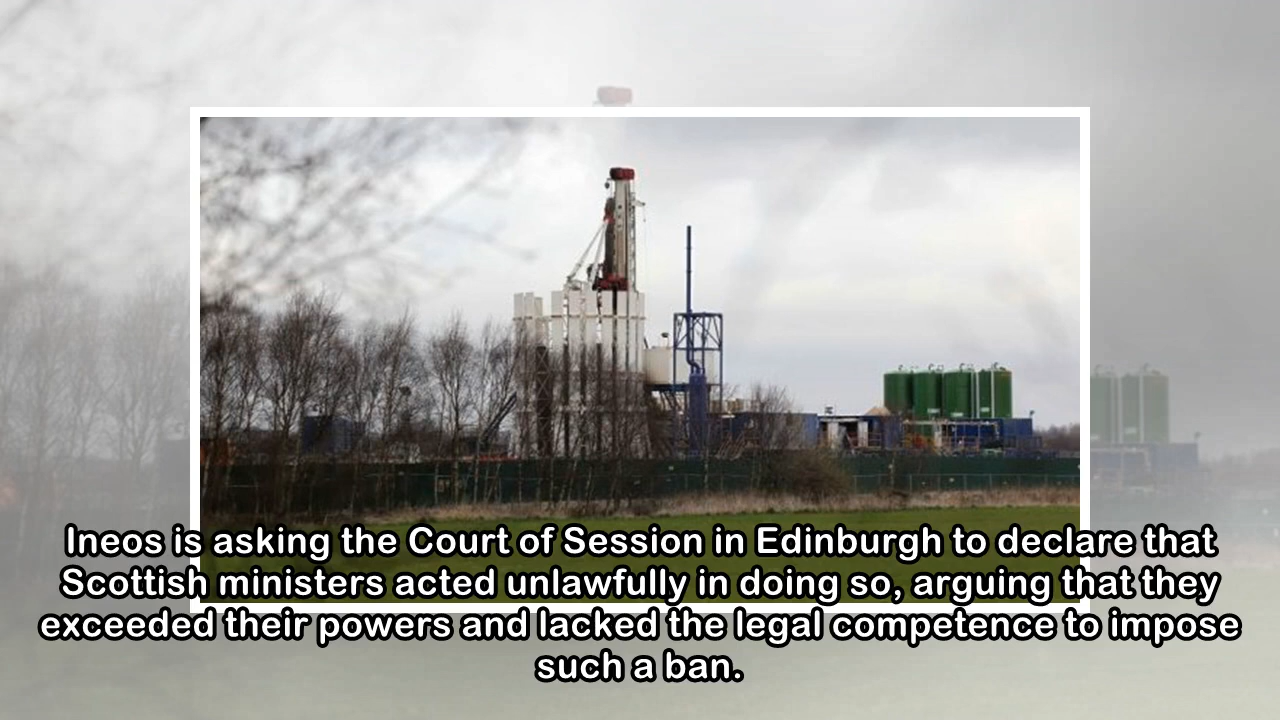 Ineos is asking the Court of Session in Edinburgh to declare that
Scottish ministers acted unlawfully in doing so, arguing that they
exceeded their powers and lacked the legal competence to impose
such a ban.